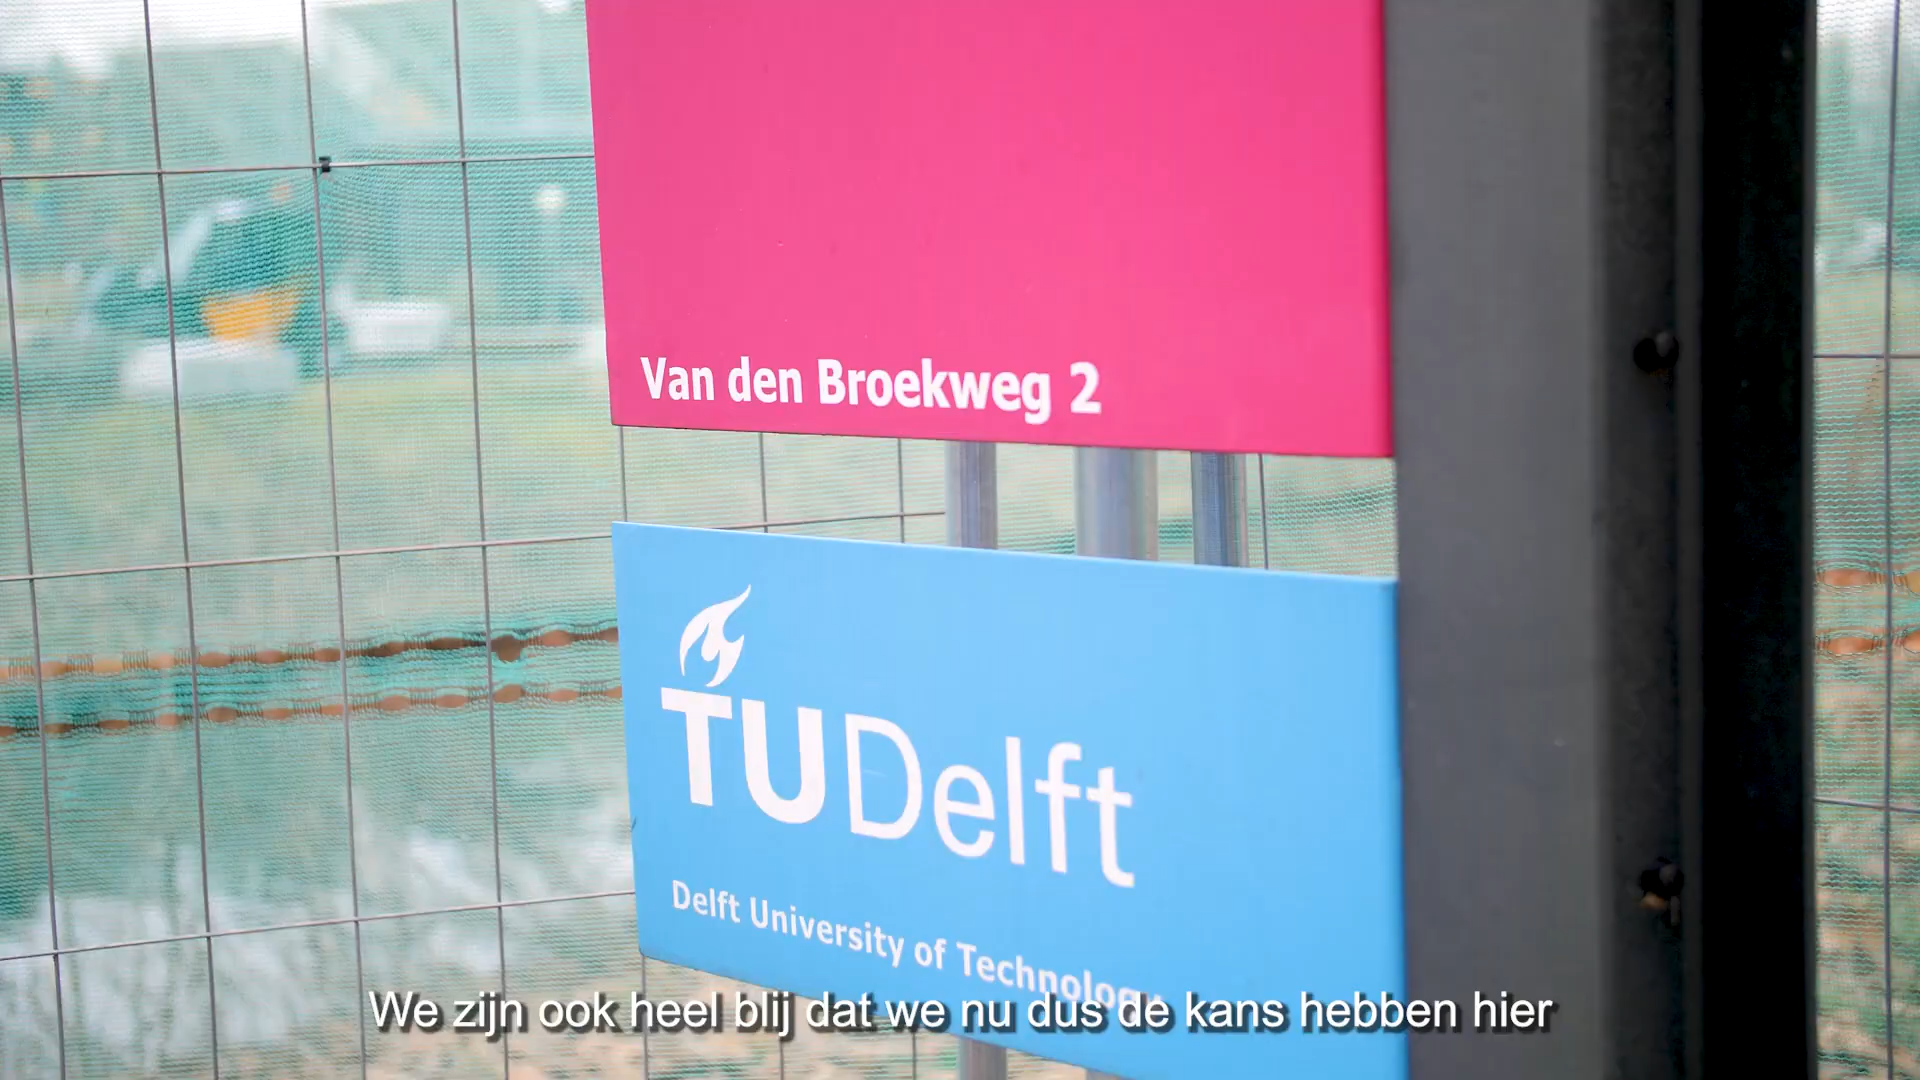 Van den Broekweg 2
TUDelft
Delft University of Technology
We zijn ook heel blij dat we nu dus de kans hebben hier